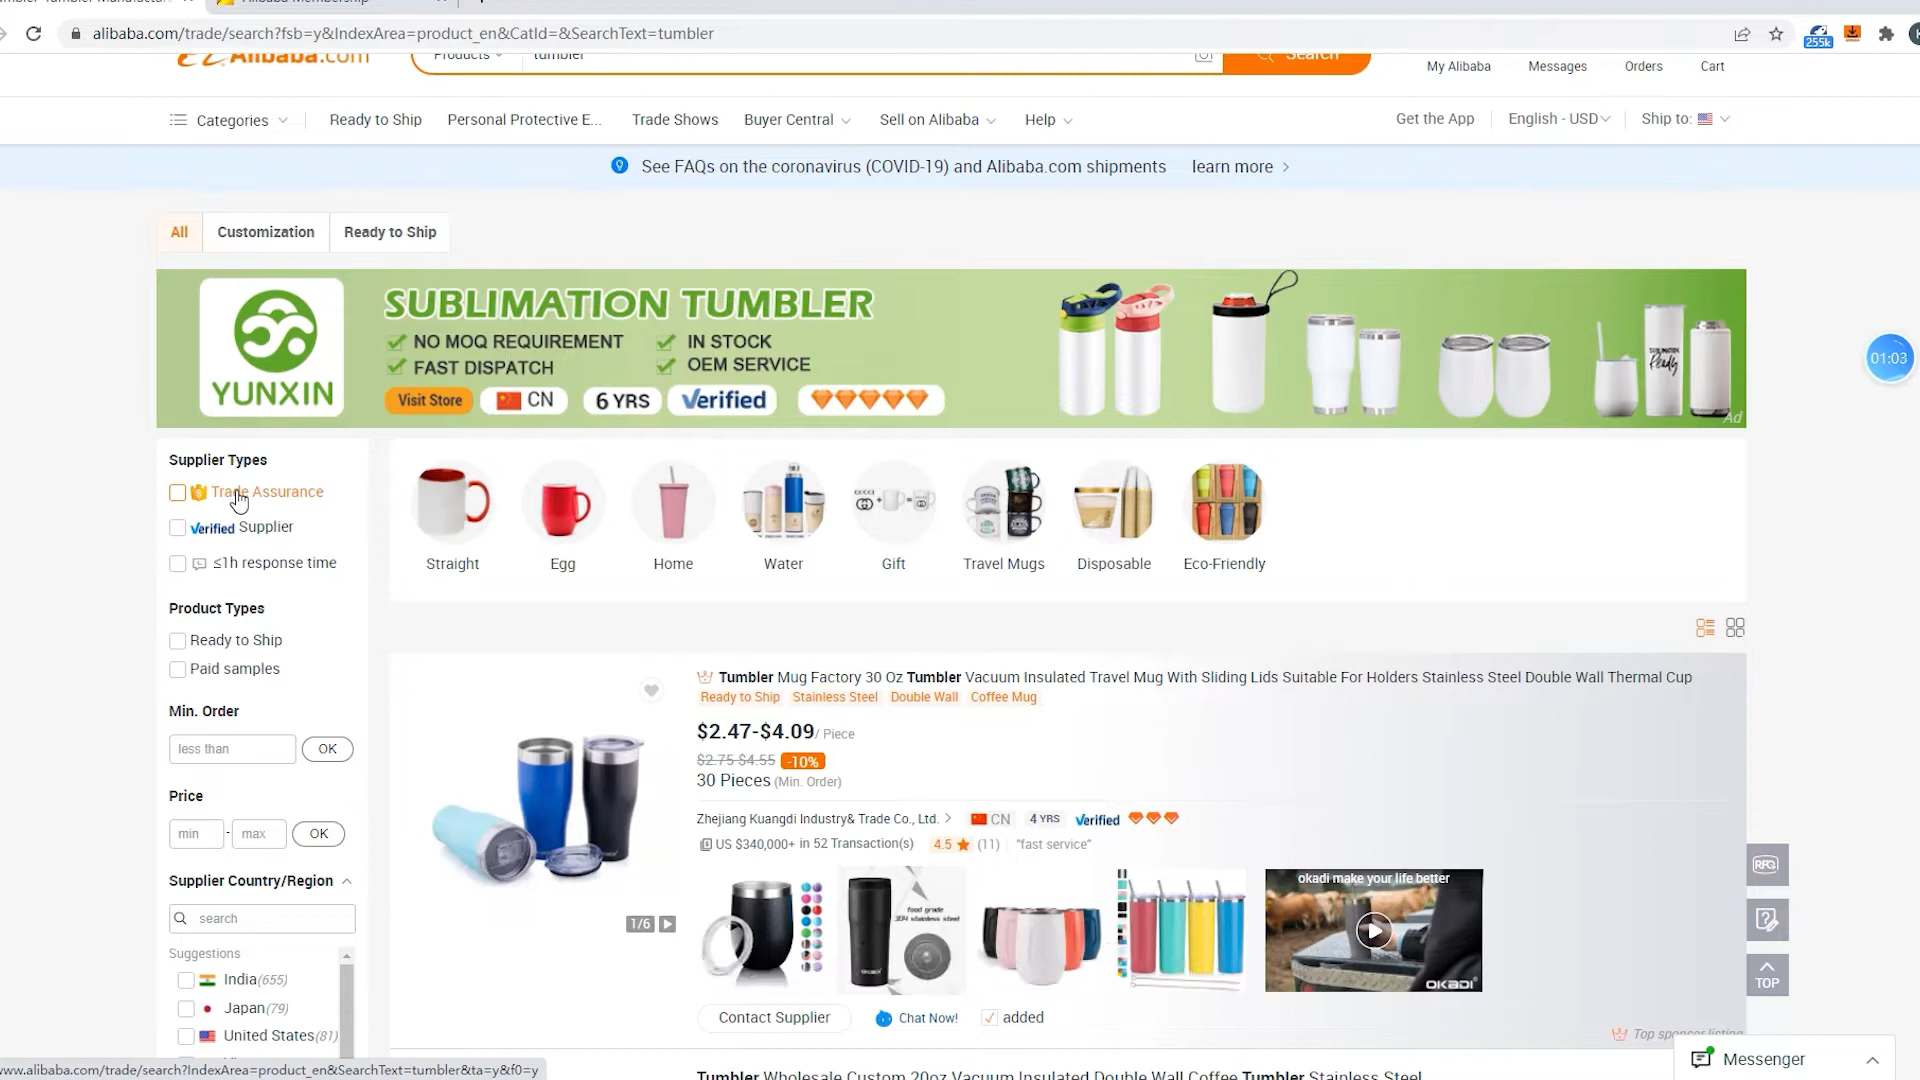 Alibaba Membership
alibaba.com/trade/search?fsb=y&IndexArea=product_en&CatId=&SearchText=tumbler
255k
Alibaba.com
Products
tumbler
Search
My Alibaba
Messages
Orders
Cart
Categories
Ready to Ship
Personal Protective E...
Trade Shows
Buyer Central
Sell on Alibaba
Help
Get the App
English - USD
Ship to:
See FAQs on the coronavirus (COVID-19) and Alibaba.com shipments
learn more
All
Customization
Ready to Ship
YUNXIN
SUBLIMATION TUMBLER
NO MOQ REQUIREMENT
IN STOCK
FAST DISPATCH
OEM SERVICE
Visit Store
CN
6 YRS
Verified
SUBLIMATION
Ready
Ad
01:03
Supplier Types
Trade Assurance
Verified Supplier
≤1h response time
Product Types
Ready to Ship
Paid samples
Min. Order
less than
OK
Price
min
-
max
OK
Supplier Country/Region
search
Suggestions
India(655)
Japan(79)
United States(81)
GUCCI
Straight
Egg
Home
Water
Gift
Travel Mugs
Disposable
Eco-Friendly
Tumbler Mug Factory 30 Oz Tumbler Vacuum Insulated Travel Mug With Sliding Lids Suitable For Holders Stainless Steel Double Wall Thermal Cup
Ready to Ship
Stainless Steel
Double Wall
Coffee Mug
$2.47-$4.09/ Piece
$2.75-$4.55
-10%
30 Pieces (Min. Order)
Zhejiang Kuangdi Industry& Trade Co., Ltd.
CN
4 YRS
Verified
US $340,000+ in 52 Transaction(s)
4.5
(11)
"fast service"
1/6
food grade
304 stainless steel
okadi make your life better
OKADI
Contact Supplier
Chat Now!
added
Top sponsor listing
RFQ
TOP
Messenger
www.alibaba.com/trade/search?IndexArea=product_en&SearchText=tumbler&ta=y&f0=y
Tumbler Wholesale Custom 20oz Vacuum Insulated Double Wall Coffee Tumbler Stainless Steel